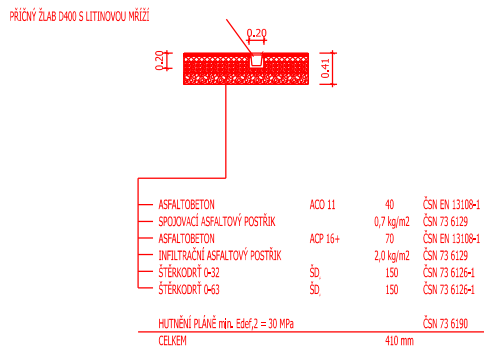 PŘÍČNÝ ŽLAB D400 S LITINOVOU MŘÍŽÍ
0.20
0.20
0.41
ASFALTOBETON ACO 11 40 ČSN EN 13108-1
SPOJOVACÍ ASFALTOVÝ POSTŘIK 0,7 kg/m2 ČSN 73 6129
ASFALTOBETON ACP 16+ 70 ČSN EN 13108-1
INFILTRAČNÍ ASFALTOVÝ POSTŘIK 2,0 kg/m2 ČSN 73 6129
ŠTĚRKODRŤ 0-32 ŠD, 150 ČSN 73 6126-1
ŠTĚRKODRŤ 0-63 ŠD, 150 ČSN 73 6126-1
HUTNĚNÍ PLÁNĚ min. Edef,2 = 30 MPa ČSN 73 6190
CELKEM 410 mm